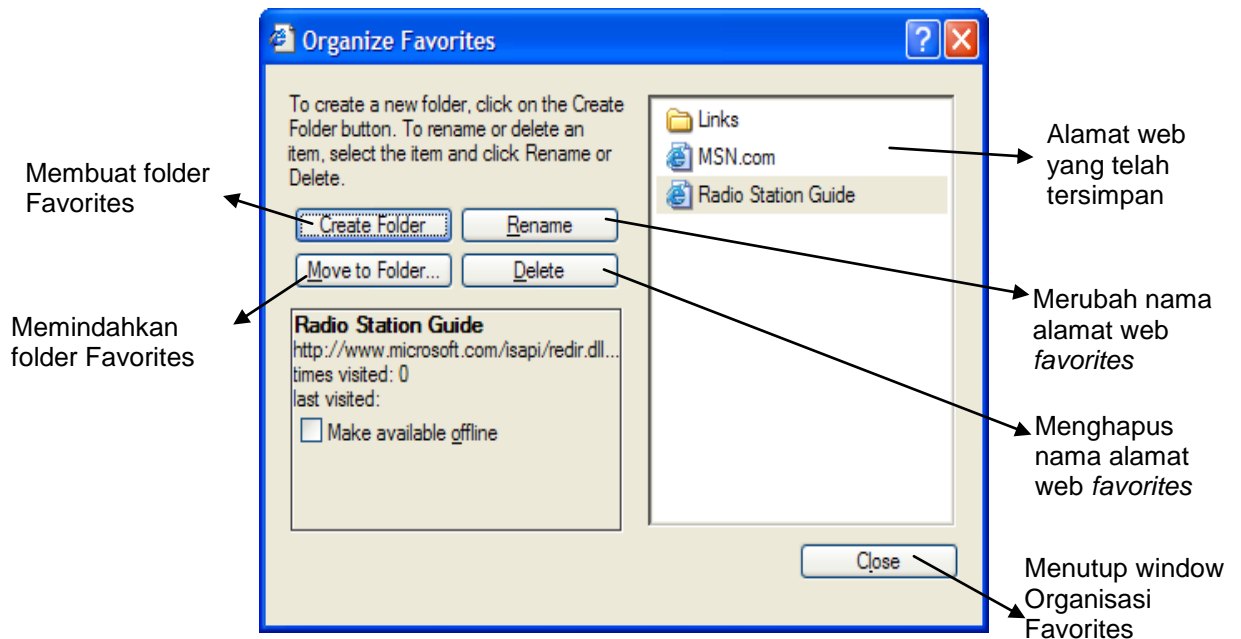 Organize Favorites
To create a new folder, click on the Create
Folder button. To rename or delete an
item, select the item and click Rename or
Delete.
Create Folder
Rename
Move to Folder...
Delete
Radio Station Guide
http://www.microsoft.com/isapi/redir.dll...
times visited: 0
last visited:
Make available offline
Links
MSN.com
Radio Station Guide
Close
Membuat folder
Favorites
Memindahkan
folder Favorites
Alamat web
yang telah
tersimpan
Merubah nama
alamat web
favorites
Menghapus
nama alamat
web favorites
Menutup window
Organisasi
Favorites